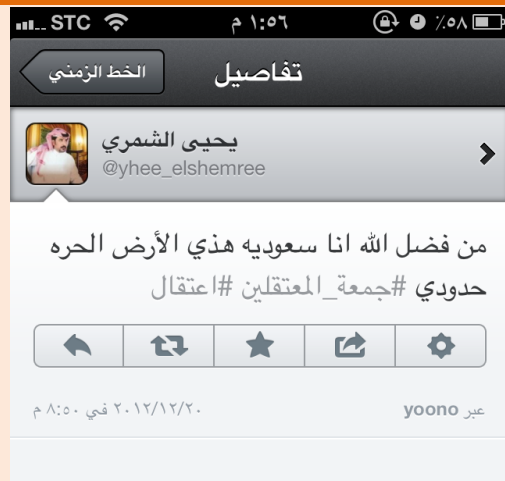 STC ١:٥٦ م ٪٥٨
الخط الزمني تفاصيل
يحيى الشمري
@yhee_elshemree
من فضل الله انا سعوديه هذي الأرض الحره
حدودي #جمعة_المعتقلين #اعتقال
٢٠١٢/١٢/٢٠ في ٨:٥٠ م عبر yoono